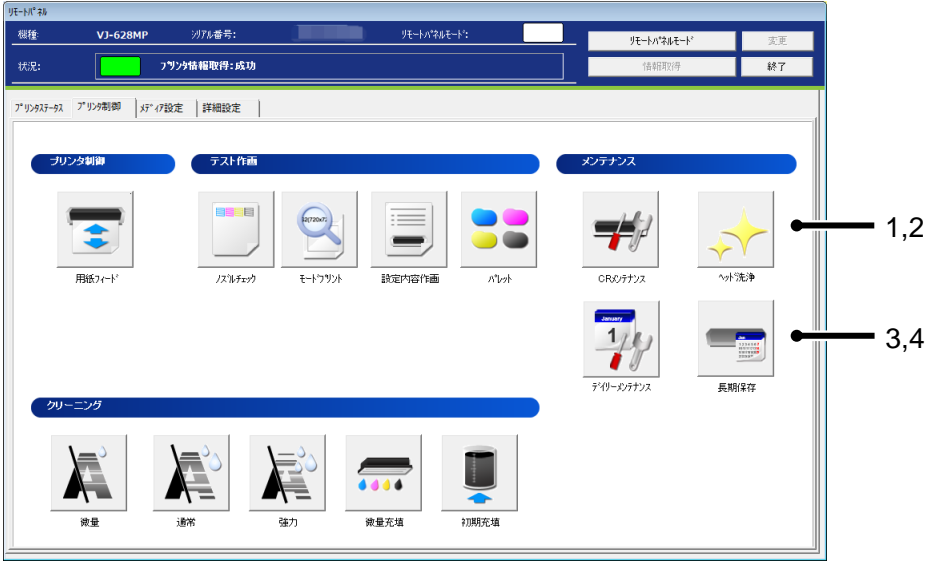 リモートパネル
機種: VJ-628MP シリアル番号: リモートパネルモード: リモートパネルモード 変更
状況: プリンタ情報取得:成功 情報取得 終了
プリンタステータス プリンタ制御 メディア設定 詳細設定
プリンタ制御 テスト作画 メンテナンス
1,2
用紙フィード ノズルチェック モードプリント 設定内容作画 パレット CRメンテナンス ヘッド洗浄
January
1
3,4
デイリーメンテナンス 長期保存
クリーニング
微量 通常 強力 微量充填 初期充填